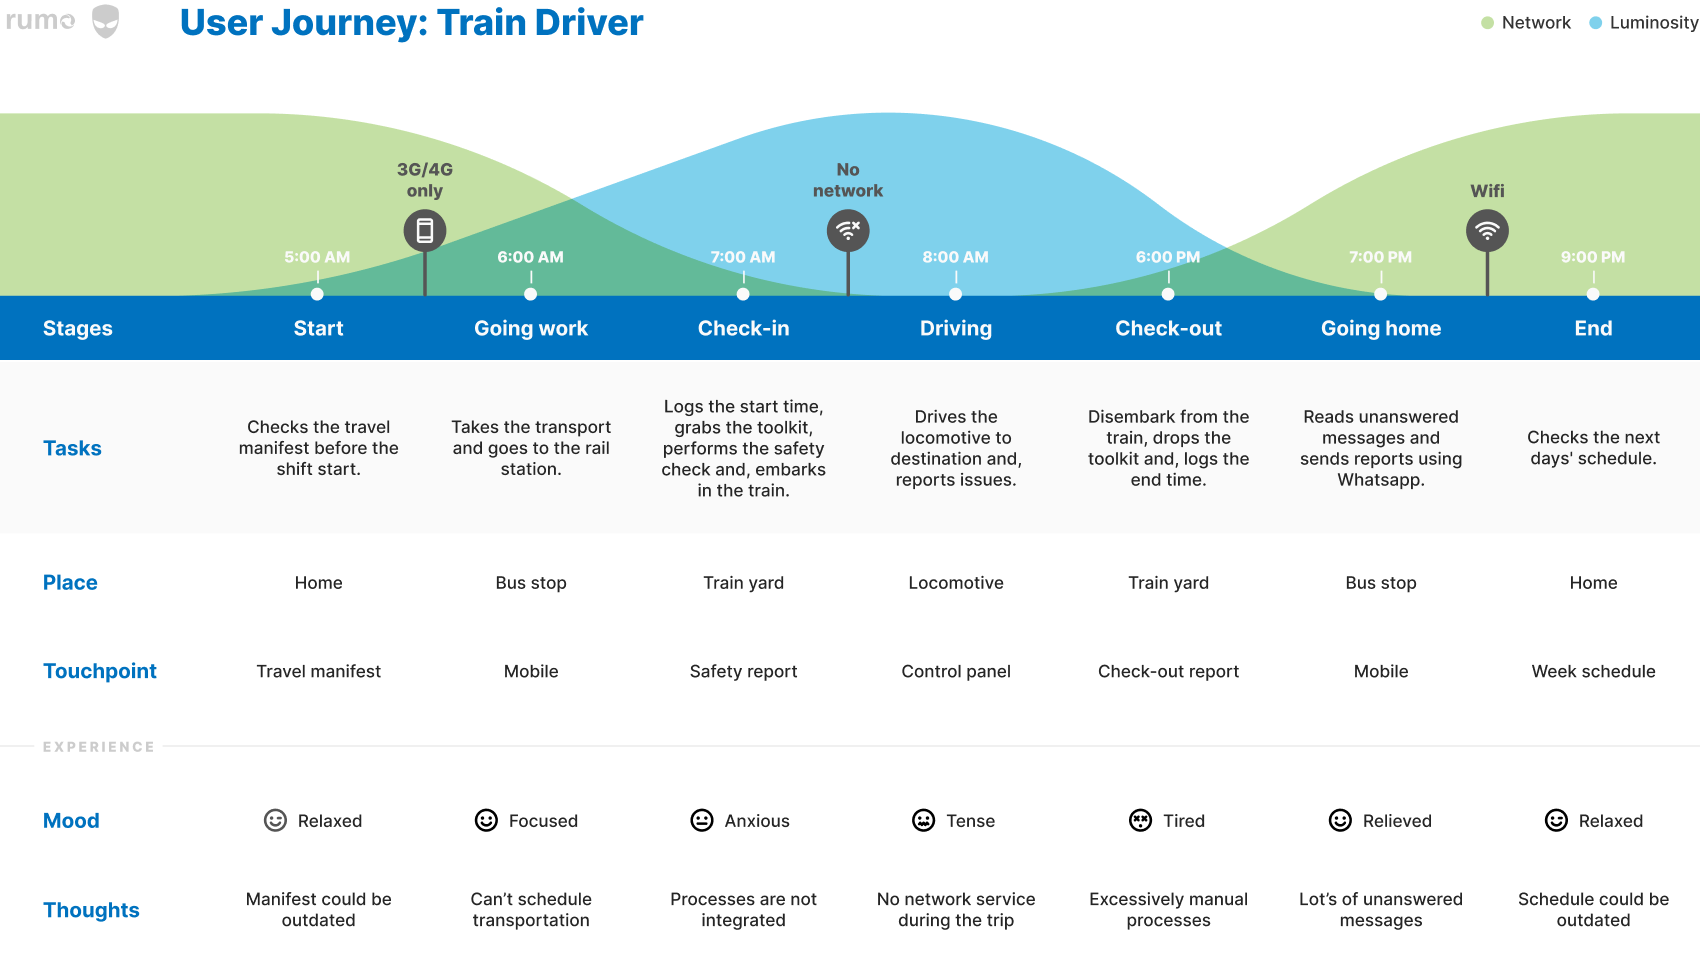 rumo
User Journey: Train Driver
Network
Luminosity
3G/4G
only
No
network
Wifi
5:00 AM
6:00 AM
7:00 AM
8:00 AM
6:00 PM
7:00 PM
9:00 PM
Stages
Start
Going work
Check-in
Driving
Check-out
Going home
End
Tasks
Checks the travel
manifest before the
shift start.
Takes the transport
and goes to the rail
station.
Logs the start time,
grabs the toolkit,
performs the safety
check and, embarks
in the train.
Drives the
locomotive to
destination and,
reports issues.
Disembark from the
train, drops the
toolkit and, logs the
end time.
Reads unanswered
messages and
sends reports using
Whatsapp.
Checks the next
days' schedule.
Place
Home
Bus stop
Train yard
Locomotive
Train yard
Bus stop
Home
Touchpoint
Travel manifest
Mobile
Safety report
Control panel
Check-out report
Mobile
Week schedule
EXPERIENCE
Mood
Relaxed
Focused
Anxious
Tense
Tired
Relieved
Relaxed
Thoughts
Manifest could be
outdated
Can’t schedule
transportation
Processes are not
integrated
No network service
during the trip
Excessively manual
processes
Lot’s of unanswered
messages
Schedule could be
outdated